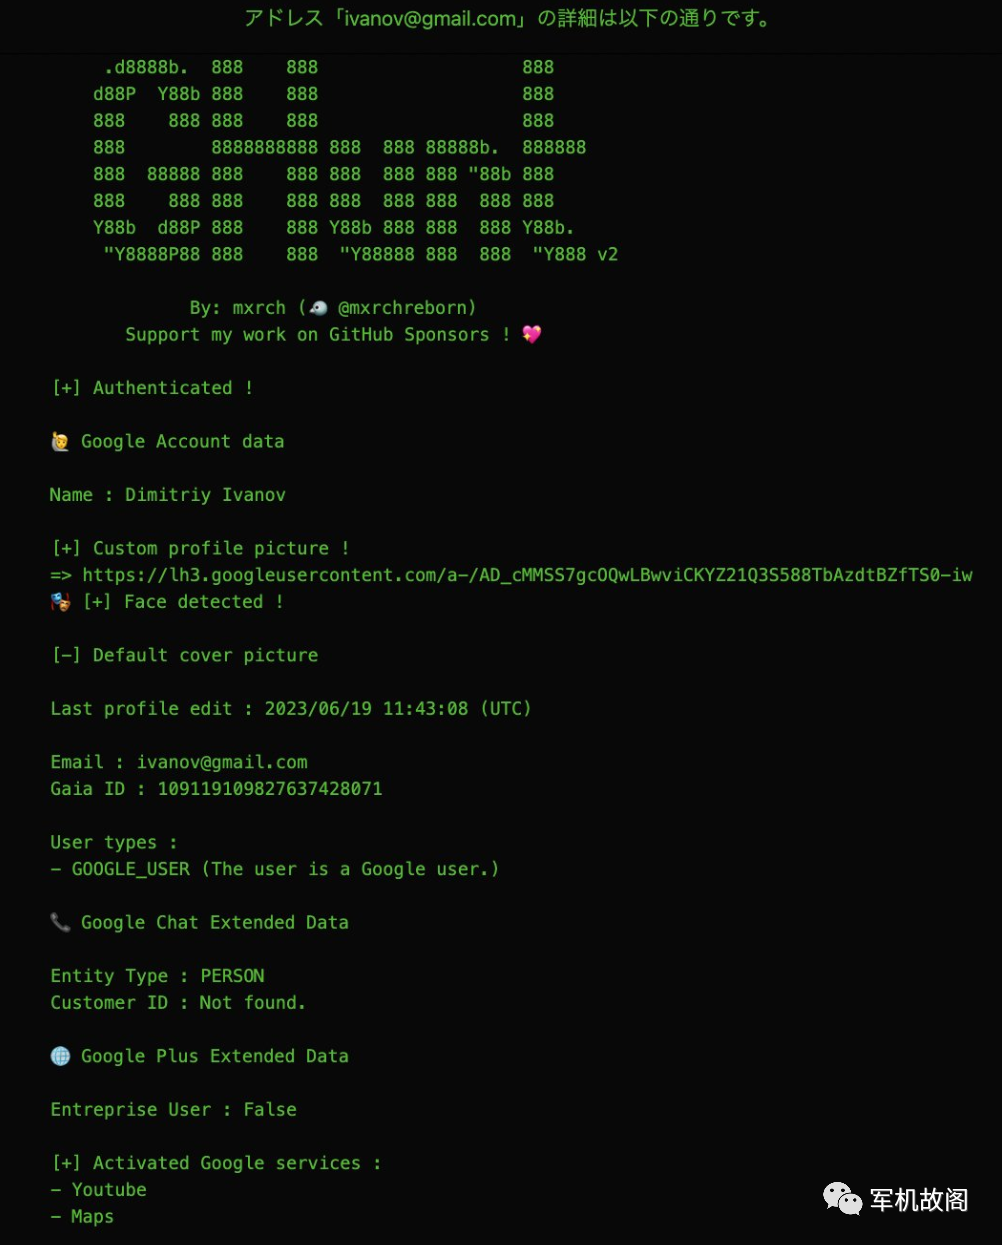 アドレス「ivanov@gmail.com」の詳細は以下の通りです。
.d8888b.  888    888                   888
d88P  Y88b 888    888                   888
888    888 888    888                   888
888        8888888888 888  888 88888b.  888888
888  88888 888    888 888  888 888 "88b 888
888    888 888    888 888  888 888  888 888
Y88b  d88P 888    888 Y88b 888 888  888 Y88b.
"Y8888P88 888    888  "Y88888 888  888  "Y888 v2
By: mxrch (🐦 @mxrchreborn)
Support my work on GitHub Sponsors ! 💖
[+] Authenticated !
🙋 Google Account data
Name : Dimitriy Ivanov
[+] Custom profile picture !
=> https://lh3.googleusercontent.com/a-/AD_cMMSS7gcOQwLBwviCKYZ21Q3S588TbAzdtBZfTS0-iw
🎭 [+] Face detected !
[-] Default cover picture
Last profile edit : 2023/06/19 11:43:08 (UTC)
Email : ivanov@gmail.com
Gaia ID : 109119109827637428071
User types :
- GOOGLE_USER (The user is a Google user.)
📞 Google Chat Extended Data
Entity Type : PERSON
Customer ID : Not found.
🌐 Google Plus Extended Data
Entreprise User : False
[+] Activated Google services :
- Youtube
- Maps
军机故阁